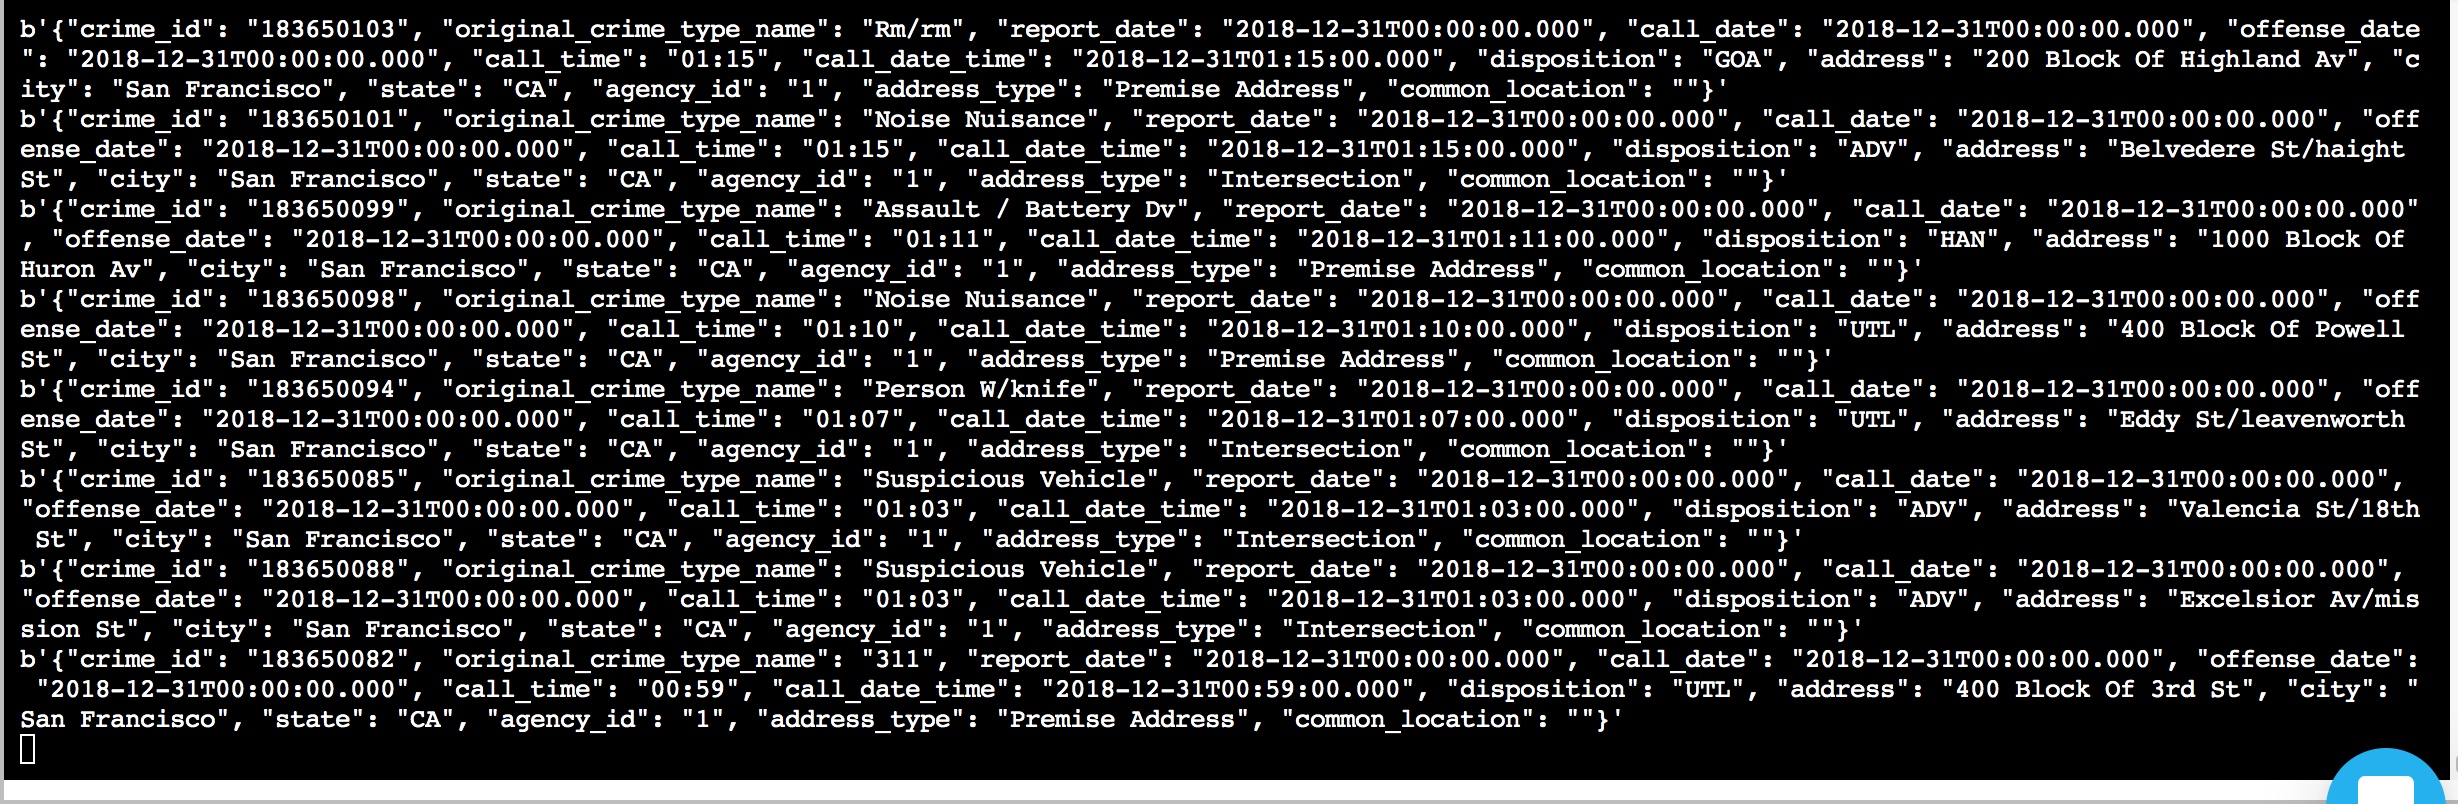 b'{"crime_id": "183650103", "original_crime_type_name": "Rm/rm", "report_date": "2018-12-31T00:00:00.000", "call_date": "2018-12-31T00:00:00.000", "offense_date
": "2018-12-31T00:00:00.000", "call_time": "01:15", "call_date_time": "2018-12-31T01:15:00.000", "disposition": "GOA", "address": "200 Block Of Highland Av", "c
ity": "San Francisco", "state": "CA", "agency_id": "1", "address_type": "Premise Address", "common_location": ""}'
b'{"crime_id": "183650101", "original_crime_type_name": "Noise Nuisance", "report_date": "2018-12-31T00:00:00.000", "call_date": "2018-12-31T00:00:00.000", "off
ense_date": "2018-12-31T00:00:00.000", "call_time": "01:15", "call_date_time": "2018-12-31T01:15:00.000", "disposition": "ADV", "address": "Belvedere St/haight
St", "city": "San Francisco", "state": "CA", "agency_id": "1", "address_type": "Intersection", "common_location": ""}'
b'{"crime_id": "183650099", "original_crime_type_name": "Assault / Battery Dv", "report_date": "2018-12-31T00:00:00.000", "call_date": "2018-12-31T00:00:00.000"
, "offense_date": "2018-12-31T00:00:00.000", "call_time": "01:11", "call_date_time": "2018-12-31T01:11:00.000", "disposition": "HAN", "address": "1000 Block Of
Huron Av", "city": "San Francisco", "state": "CA", "agency_id": "1", "address_type": "Premise Address", "common_location": ""}'
b'{"crime_id": "183650098", "original_crime_type_name": "Noise Nuisance", "report_date": "2018-12-31T00:00:00.000", "call_date": "2018-12-31T00:00:00.000", "off
ense_date": "2018-12-31T00:00:00.000", "call_time": "01:10", "call_date_time": "2018-12-31T01:10:00.000", "disposition": "UTL", "address": "400 Block Of Powell
St", "city": "San Francisco", "state": "CA", "agency_id": "1", "address_type": "Premise Address", "common_location": ""}'
b'{"crime_id": "183650094", "original_crime_type_name": "Person W/knife", "report_date": "2018-12-31T00:00:00.000", "call_date": "2018-12-31T00:00:00.000", "off
ense_date": "2018-12-31T00:00:00.000", "call_time": "01:07", "call_date_time": "2018-12-31T01:07:00.000", "disposition": "UTL", "address": "Eddy St/leavenworth
St", "city": "San Francisco", "state": "CA", "agency_id": "1", "address_type": "Intersection", "common_location": ""}'
b'{"crime_id": "183650085", "original_crime_type_name": "Suspicious Vehicle", "report_date": "2018-12-31T00:00:00.000", "call_date": "2018-12-31T00:00:00.000",
"offense_date": "2018-12-31T00:00:00.000", "call_time": "01:03", "call_date_time": "2018-12-31T01:03:00.000", "disposition": "ADV", "address": "Valencia St/18th
 St", "city": "San Francisco", "state": "CA", "agency_id": "1", "address_type": "Intersection", "common_location": ""}'
b'{"crime_id": "183650088", "original_crime_type_name": "Suspicious Vehicle", "report_date": "2018-12-31T00:00:00.000", "call_date": "2018-12-31T00:00:00.000",
"offense_date": "2018-12-31T00:00:00.000", "call_time": "01:03", "call_date_time": "2018-12-31T01:03:00.000", "disposition": "ADV", "address": "Excelsior Av/mis
sion St", "city": "San Francisco", "state": "CA", "agency_id": "1", "address_type": "Intersection", "common_location": ""}'
b'{"crime_id": "183650082", "original_crime_type_name": "311", "report_date": "2018-12-31T00:00:00.000", "call_date": "2018-12-31T00:00:00.000", "offense_date":
 "2018-12-31T00:00:00.000", "call_time": "00:59", "call_date_time": "2018-12-31T00:59:00.000", "disposition": "UTL", "address": "400 Block Of 3rd St", "city": "
San Francisco", "state": "CA", "agency_id": "1", "address_type": "Premise Address", "common_location": ""}'